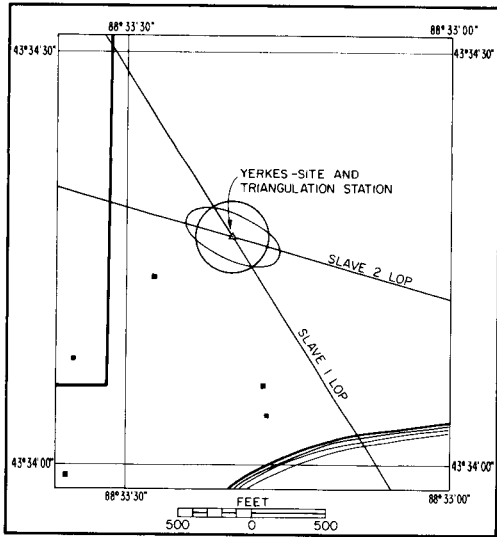 88° 33'30"
88° 33'00"
43°34'30"
43°34'30"
YERKES-SITE AND
TRIANGULATION STATION
SLAVE 2 LOP
SLAVE 1 LOP
43°34'00"
43°34'00"
88° 33'30"
88° 33'00"
FEET
500 0 500